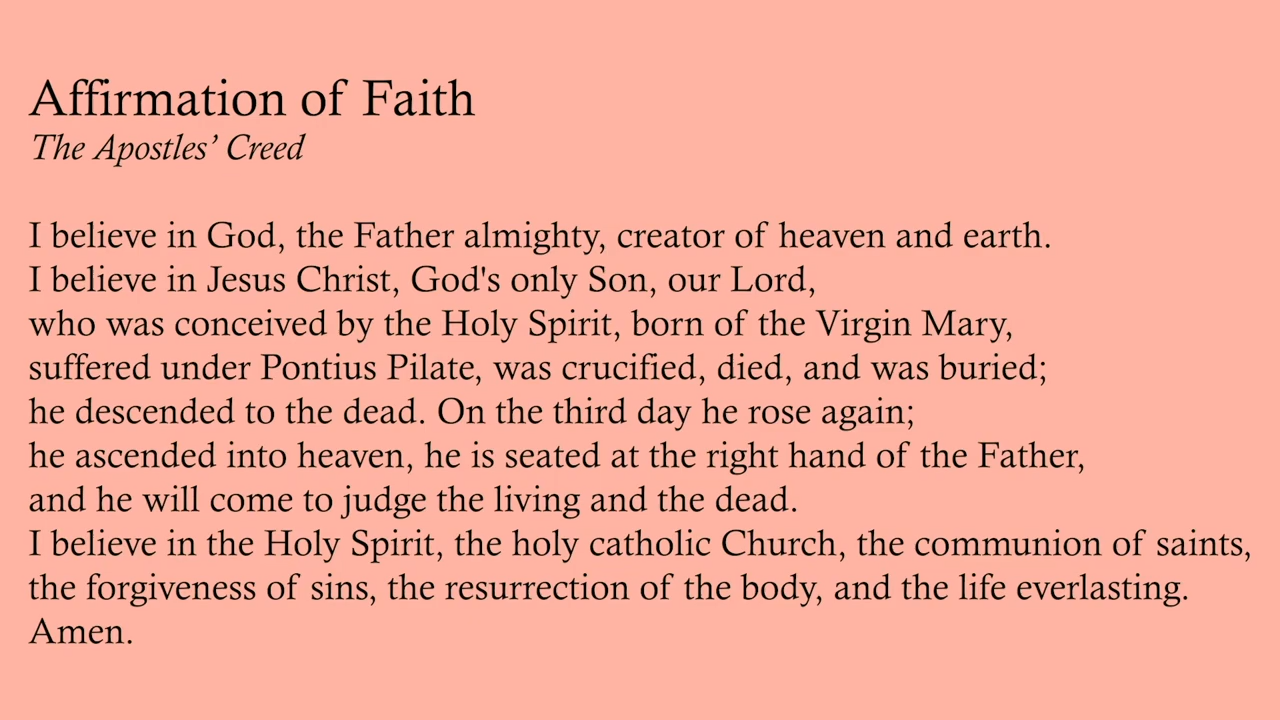 Affirmation of Faith
The Apostles’ Creed
I believe in God, the Father almighty, creator of heaven and earth.
I believe in Jesus Christ, God's only Son, our Lord,
who was conceived by the Holy Spirit, born of the Virgin Mary,
suffered under Pontius Pilate, was crucified, died, and was buried;
he descended to the dead. On the third day he rose again;
he ascended into heaven, he is seated at the right hand of the Father,
and he will come to judge the living and the dead.
I believe in the Holy Spirit, the holy catholic Church, the communion of saints,
the forgiveness of sins, the resurrection of the body, and the life everlasting.
Amen.